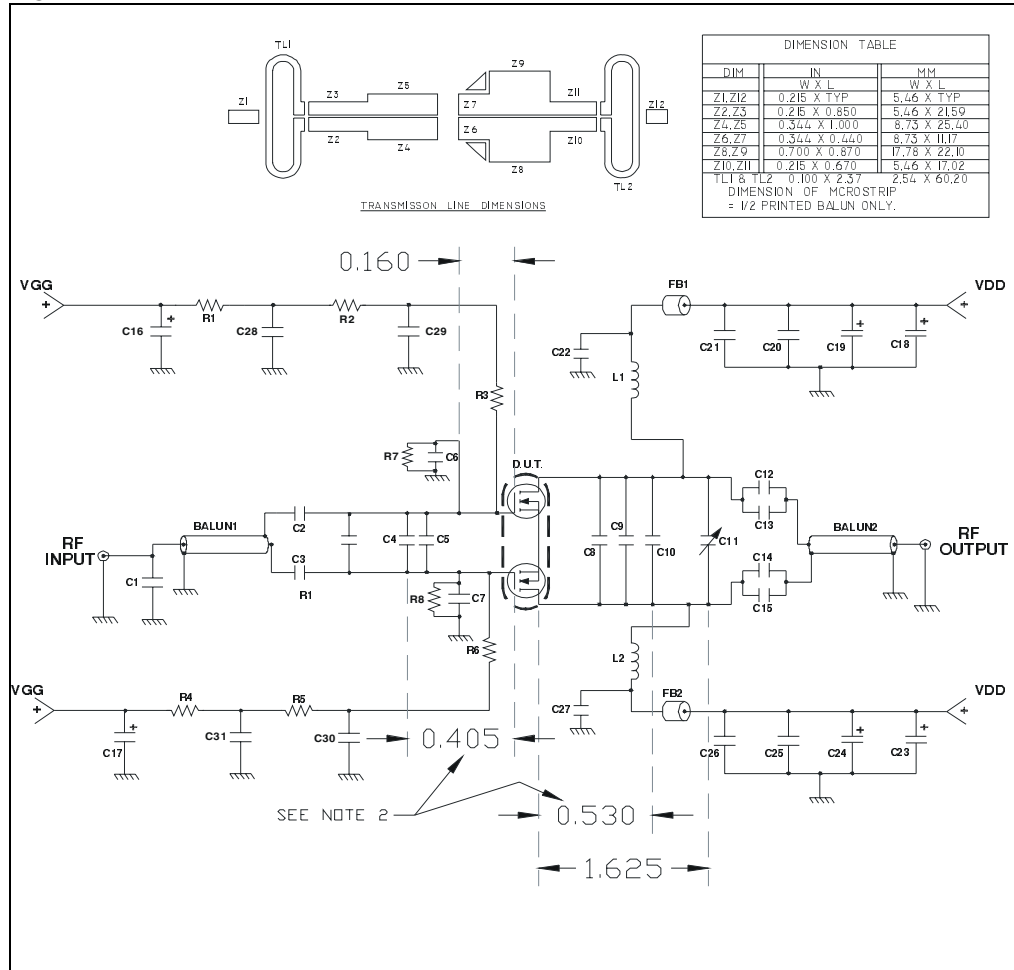 TL1
Z1
Z3
Z5
Z2
Z4
Z9
Z7
Z11
Z6
Z10
Z8
Z12
TL2
TRANSMISSON LINE DIMENSIONS
DIMENSION TABLE
DIM IN MM
W X L W X L
Z1,Z12 0.215 X TYP 5,46 X TYP
Z2,Z3 0.215 X 0.850 5,46 X 21,59
Z4,Z5 0.344 X 1.000 8,73 X 25,40
Z6,Z7 0.344 X 0.440 8,73 X 11,17
Z8,Z9 0.700 X 0.870 17,78 X 22,10
Z10,Z11 0.215 X 0.670 5,46 X 17,02
TL1 & TL2 0.100 X 2.37 2,54 X 60,20
DIMENSION OF MCROSTRIP
= 1/2 PRINTED BALUN ONLY.
0.160
VGG
+
C16 +
R1
C28
R2
C29
R3
FB1
VDD
+
C22
L1
C21
C20
C19 +
C18 +
R7
C6
D.U.T.
RF
INPUT
C1
BALUN1
C2
C3
R1
C4
C5
R8
C7
R6
C8
C9
C10
C11
C12
C13
C14
C15
BALUN2
RF
OUTPUT
VGG
+
C17 +
R4
C31
R5
C30
L2
C27
FB2
VDD
+
C26
C25
C24 +
C23 +
0.405
SEE NOTE 2
0.530
1.625